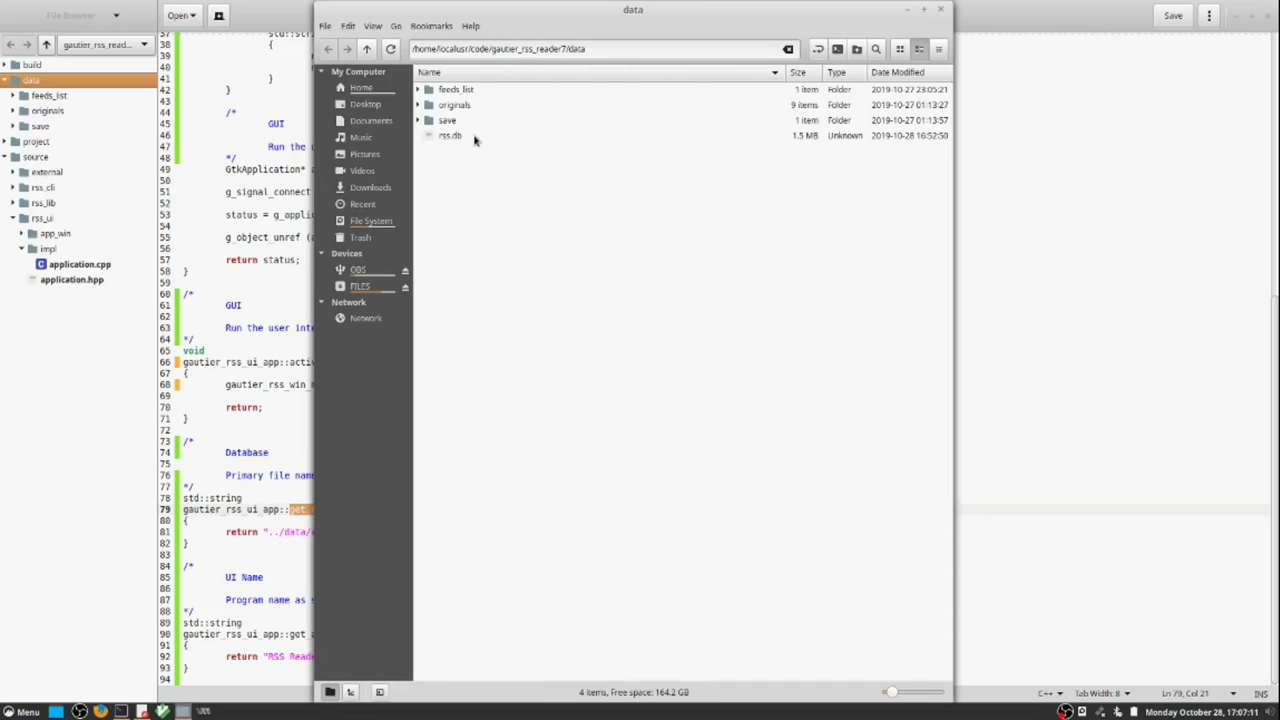 File Browser
Open
data
Save
gautier_rss_read...
build
data
feeds_list
originals
save
project
source
external
rss_cli
rss_lib
rss_ui
app_win
impl
application.cpp
application.hpp
37 std::str
38 {
39 re
40 }
41 }
42 }
43
44 /*
45 GUI
46
47 Run the u
48 */
49 GtkApplication* a
50
51 g_signal_connect
52
53 status = g_applic
54
55 g_object_unref (
56
57 return status;
58 }
59
60 /*
61 GUI
62
63 Run the user inte
64 */
65 void
66 gautier_rss_ui_app::activ
67 {
68 gautier_rss_win_m
69
70 return;
71 }
72
73 /*
74 Database
75
76 Primary file name
77 */
78 std::string
79 gautier_rss_ui_app::get_
80 {
81 return "../data/
82 }
83
84 /*
85 UI Name
86
87 Program name as s
88 */
89 std::string
90 gautier_rss_ui_app::get_a
91 {
92 return "RSS Reade
93 }
94
File Edit View Go Bookmarks Help
/home/localusr/code/gautier_rss_reader7/data
My Computer
Home
Desktop
Documents
Music
Pictures
Videos
Downloads
Recent
File System
Trash
Devices
OBS
FILES
Network
Network
Name Size Type Date Modified
feeds_list 1 item Folder 2019-10-27 23:05:21
originals 9 items Folder 2019-10-27 01:13:27
save 1 item Folder 2019-10-27 01:13:57
rss.db 1.5 MB Unknown 2019-10-28 16:52:50
4 items, Free space: 164.2 GB
C++ Tab Width: 8 Ln 79, Col 21 INS
Menu
Monday October 28, 17:07:11